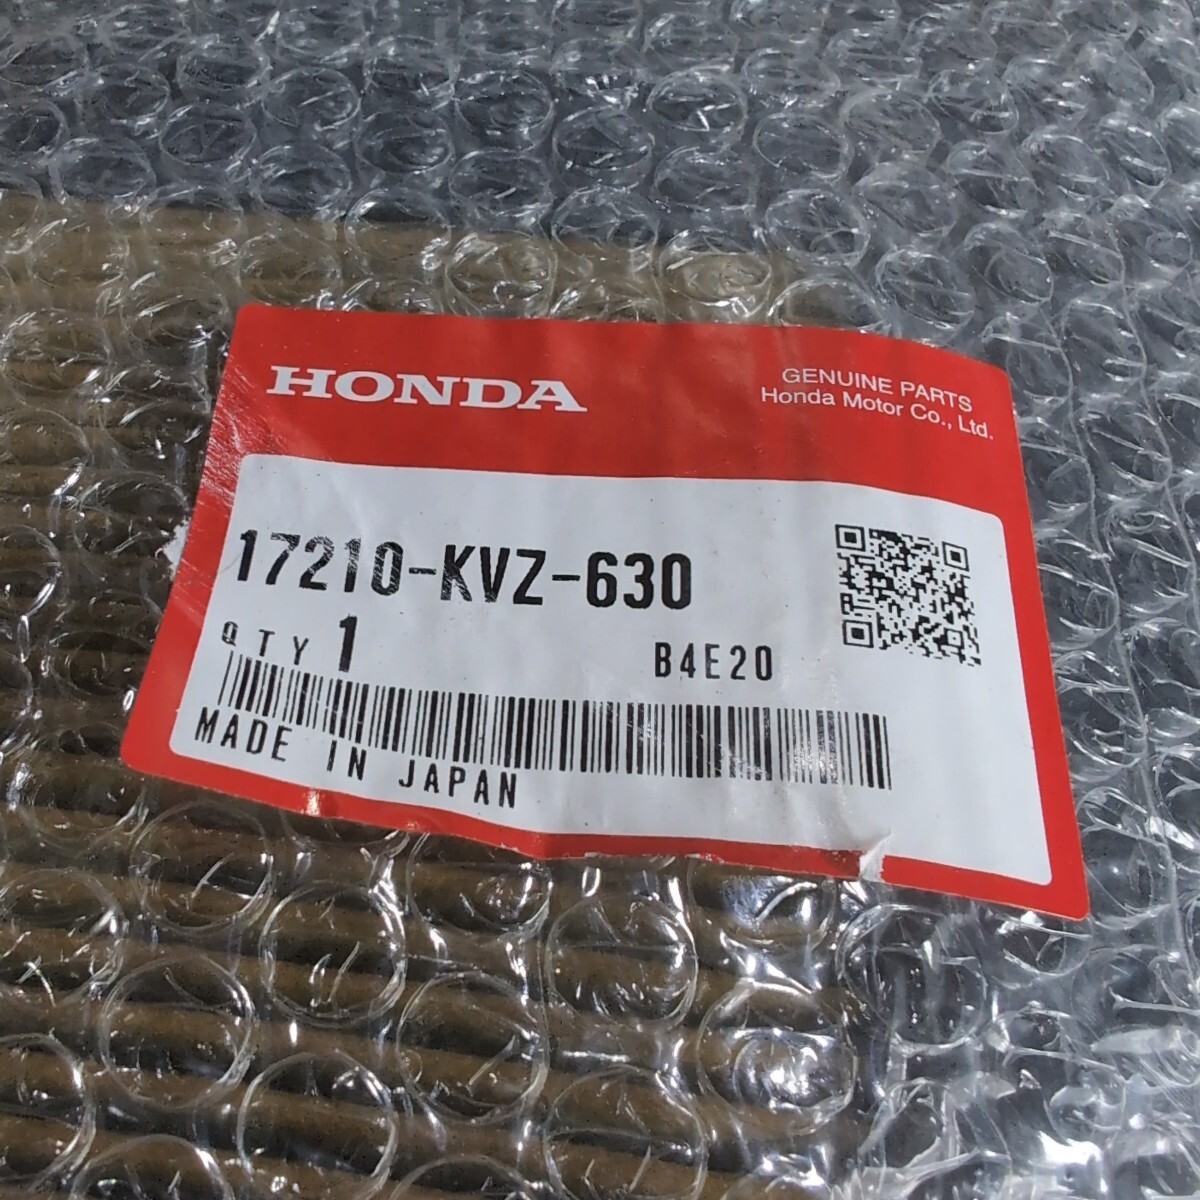 HONDA
GENUINE PARTS
Honda Motor Co., Ltd.
17210-KVZ-630
QTY 1 B4E20
MADE IN JAPAN